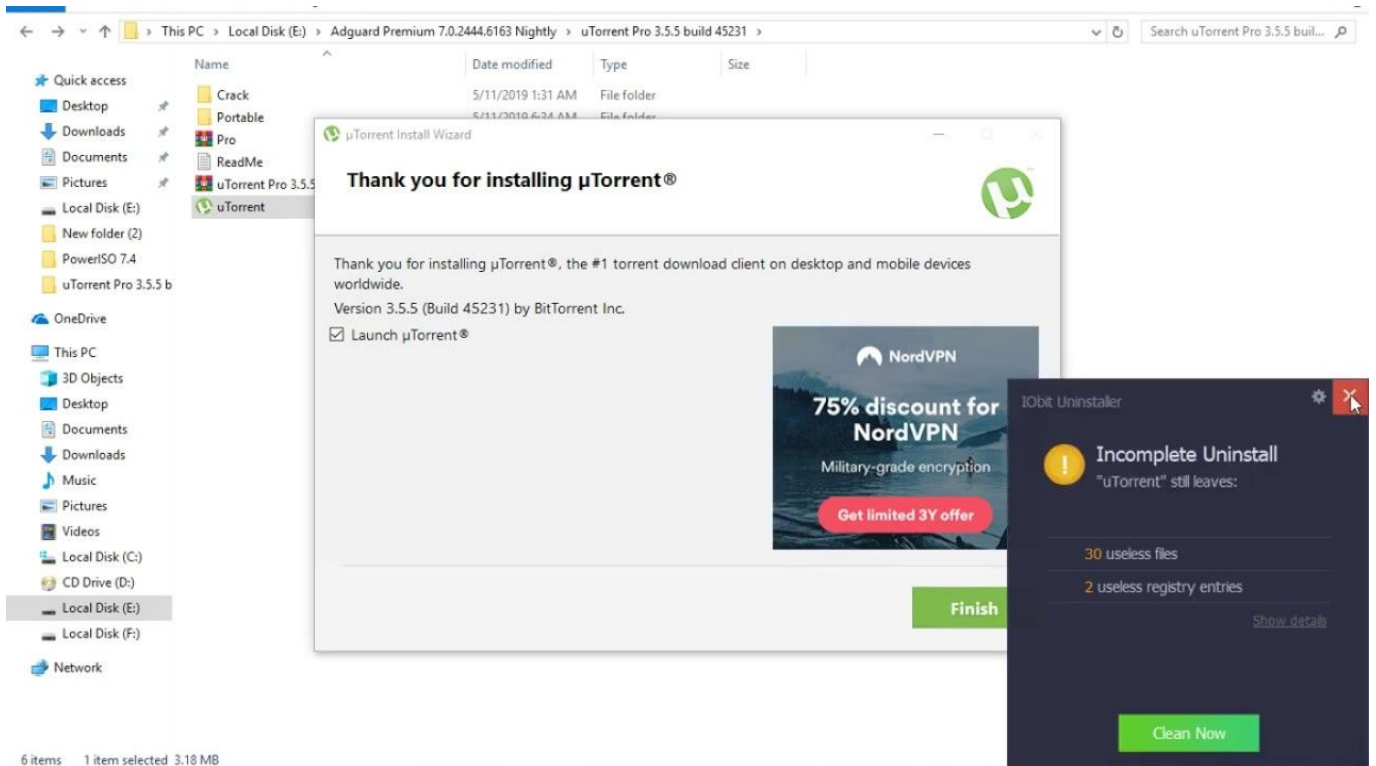 This PC > Local Disk (E:) > Adguard Premium 7.0.2444.6163 Nightly > uTorrent Pro 3.5.5 build 45231 >
Search uTorrent Pro 3.5.5 buil...
Name Date modified Type Size
Quick access
Desktop
Downloads
Documents
Pictures
Local Disk (E:)
New folder (2)
PowerISO 7.4
uTorrent Pro 3.5.5 b
OneDrive
This PC
3D Objects
Desktop
Documents
Downloads
Music
Pictures
Videos
Local Disk (C:)
CD Drive (D:)
Local Disk (E:)
Local Disk (F:)
Network
Crack 5/11/2019 1:31 AM File folder
Portable 5/11/2019 6:34 AM File folder
Pro
ReadMe
uTorrent Pro 3.5.5
uTorrent
µTorrent Install Wizard
Thank you for installing µTorrent®
Thank you for installing µTorrent®, the #1 torrent download client on desktop and mobile devices
worldwide.
Version 3.5.5 (Build 45231) by BitTorrent Inc.
Launch µTorrent®
NordVPN
75% discount for
NordVPN
Military-grade encryption
Get limited 3Y offer
Finish
IObit Uninstaller
Incomplete Uninstall
"uTorrent" still leaves:
30 useless files
2 useless registry entries
Show details
Clean Now
6 items 1 item selected 3.18 MB